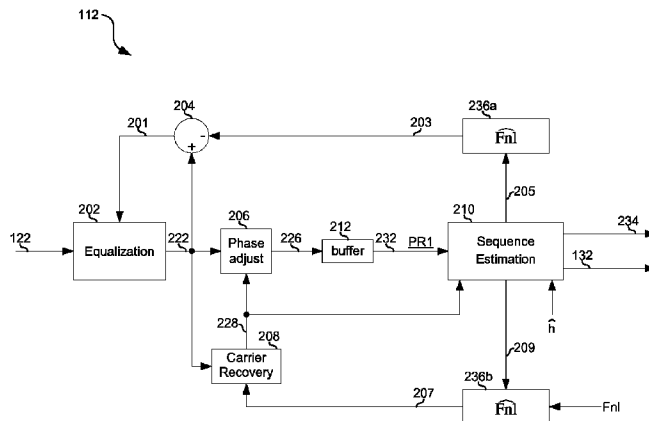 112
204
236a
201
-
203
Fnl
+
205
202
206
210
234
212
122
Equalization
222
Phase adjust
226
buffer
232
PR1
Sequence Estimation
132
228
208
ĥ
Carrier Recovery
209
236b
207
Fnl
Fnl